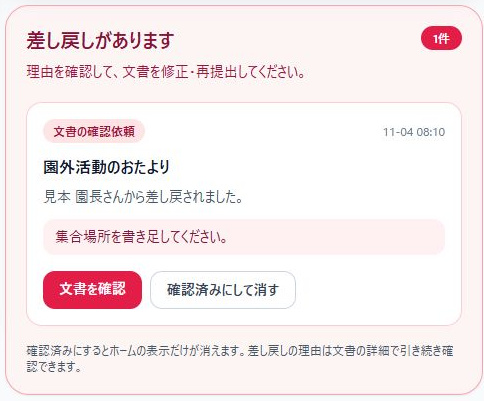 差し戻しがあります
1件
理由を確認して、文書を修正・再提出してください。
文書の確認依頼
11-04 08:10
園外活動のおたより
見本 園長さんから差し戻されました。
集合場所を書き足してください。
文書を確認
確認済みにして消す
確認済みにするとホームの表示だけが消えます。差し戻しの理由は文書の詳細で引き続き確
認できます。